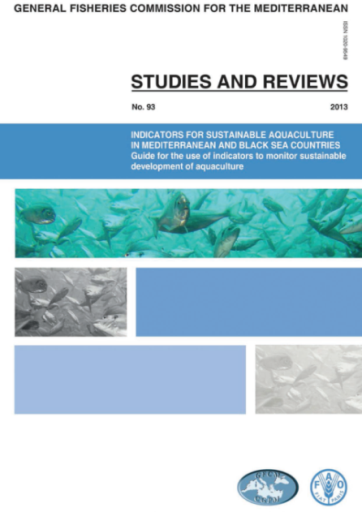 GENERAL FISHERIES COMMISSION FOR THE MEDITERRANEAN
STUDIES AND REVIEWS
No. 93
2013
INDICATORS FOR SUSTAINABLE AQUACULTURE
IN MEDITERRANEAN AND BLACK SEA COUNTRIES
Guide for the use of indicators to monitor sustainable
development of aquaculture
F A O